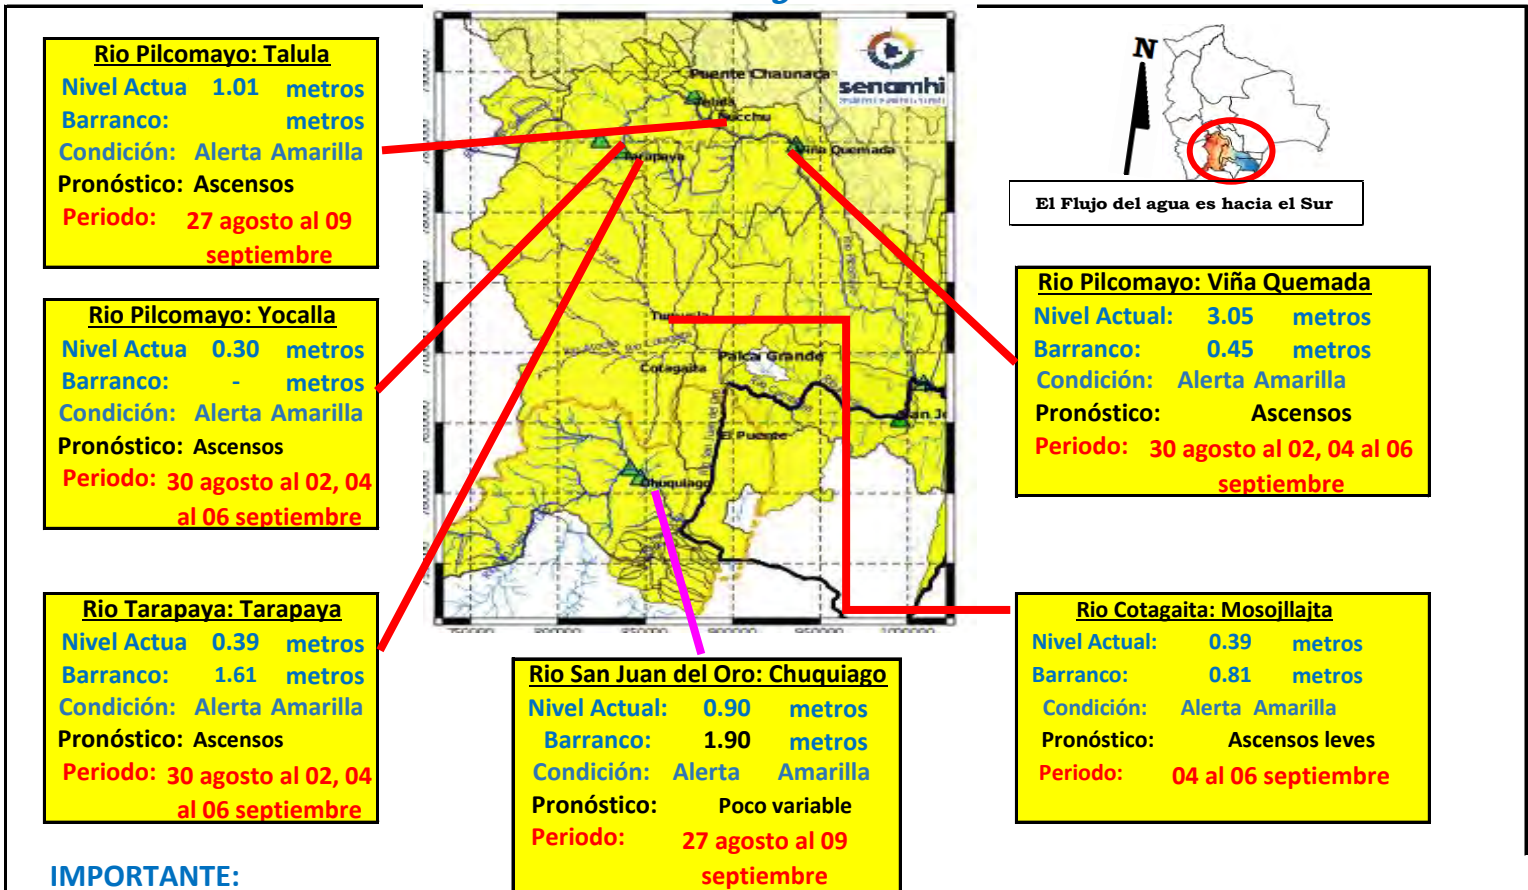 Rio Pilcomayo: Talula
Nivel Actua 1.01 metros
Barranco: metros
Condición: Alerta Amarilla
Pronóstico: Ascensos
Periodo: 27 agosto al 09
septiembre
Rio Pilcomayo: Yocalla
Nivel Actua 0.30 metros
Barranco: - metros
Condición: Alerta Amarilla
Pronóstico: Ascensos
Periodo: 30 agosto al 02, 04
al 06 septiembre
Rio Tarapaya: Tarapaya
Nivel Actua 0.39 metros
Barranco: 1.61 metros
Condición: Alerta Amarilla
Pronóstico: Ascensos
Periodo: 30 agosto al 02, 04
al 06 septiembre
senamhi
Puente Chaunaca
Tarapaya
Viña Quemada
Palca Grande
Cotagaita
El Puente
Chuquiago
750000 800000 850000 900000 950000 1000000
Rio San Juan del Oro: Chuquiago
Nivel Actual: 0.90 metros
Barranco: 1.90 metros
Condición: Alerta Amarilla
Pronóstico: Poco variable
Periodo: 27 agosto al 09
septiembre
N
El Flujo del agua es hacia el Sur
Rio Pilcomayo: Viña Quemada
Nivel Actual: 3.05 metros
Barranco: 0.45 metros
Condición: Alerta Amarilla
Pronóstico: Ascensos
Periodo: 30 agosto al 02, 04 al 06
septiembre
Rio Cotagaita: Mosojllajta
Nivel Actual: 0.39 metros
Barranco: 0.81 metros
Condición: Alerta Amarilla
Pronóstico: Ascensos leves
Periodo: 04 al 06 septiembre
IMPORTANTE: